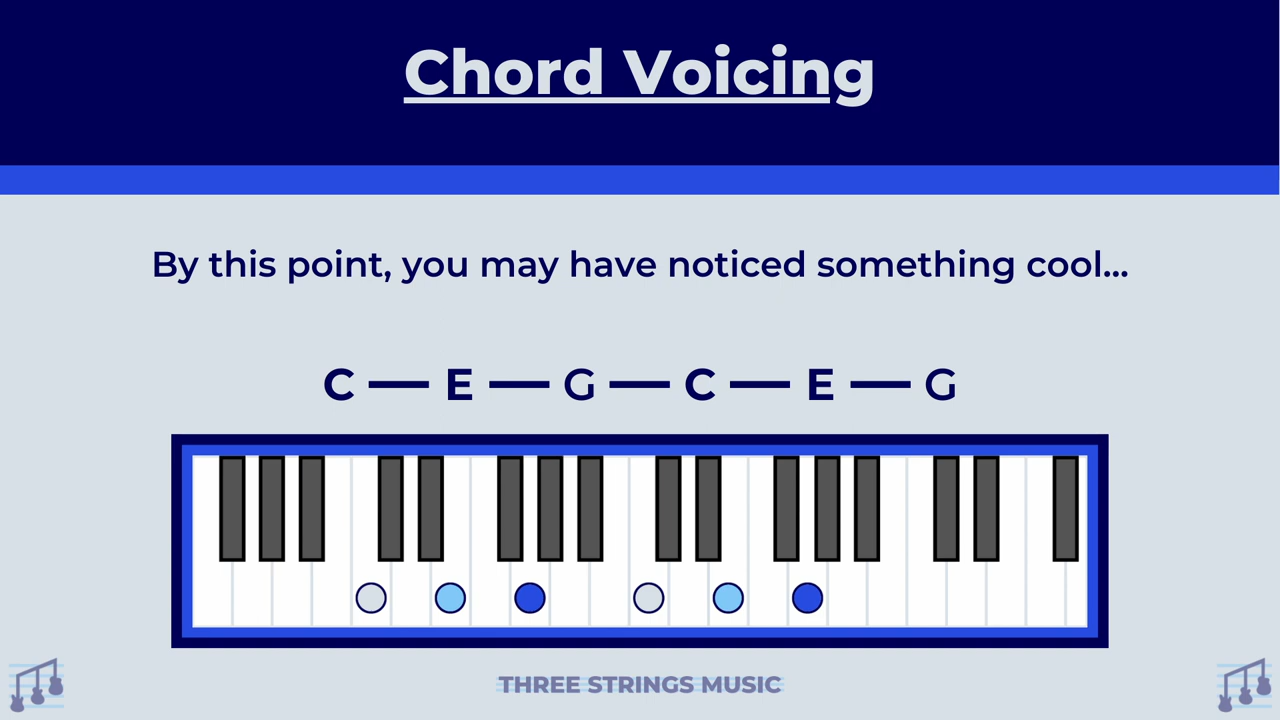 Chord Voicing
By this point, you may have noticed something cool...
C — E — G — C — E — G
THREE STRINGS MUSIC